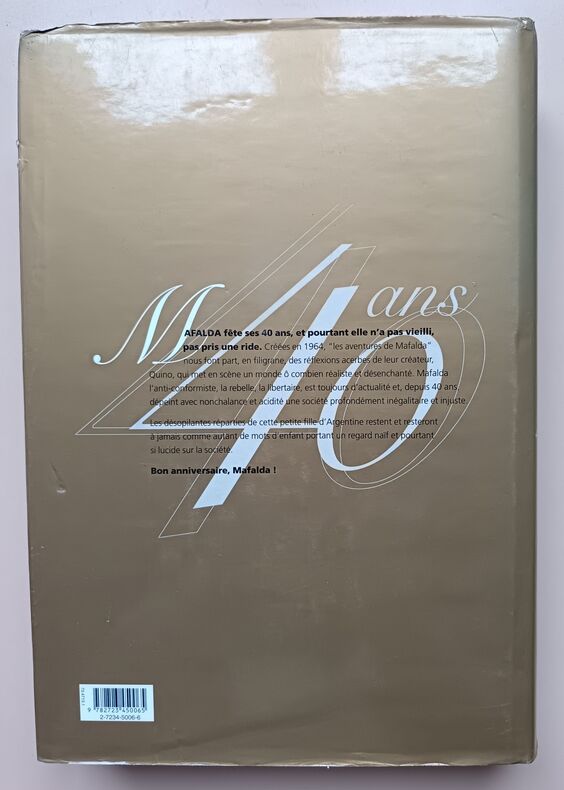 40 ans
MAFALDA fête ses 40 ans, et pourtant elle n'a pas vieilli,
pas pris une ride. Créées en 1964, "les aventures de Mafalda"
nous font part, en filigrane, des réflexions acerbes de leur créateur,
Quino, qui met en scène un monde ô combien réaliste et désenchanté. Mafalda
l'anti-conformiste, la rebelle, la libertaire, est toujours d'actualité et, depuis 40 ans,
dépeint avec nonchalance et acidité une société profondément inégalitaire et injuste.
Les désopilantes réparties de cette petite fille d'Argentine restent et resteront
à jamais comme autant de mots d'enfant portant un regard naïf et pourtant
si lucide sur la société.
Bon anniversaire, Mafalda !
9 782723 450065
2-7234-5006-6